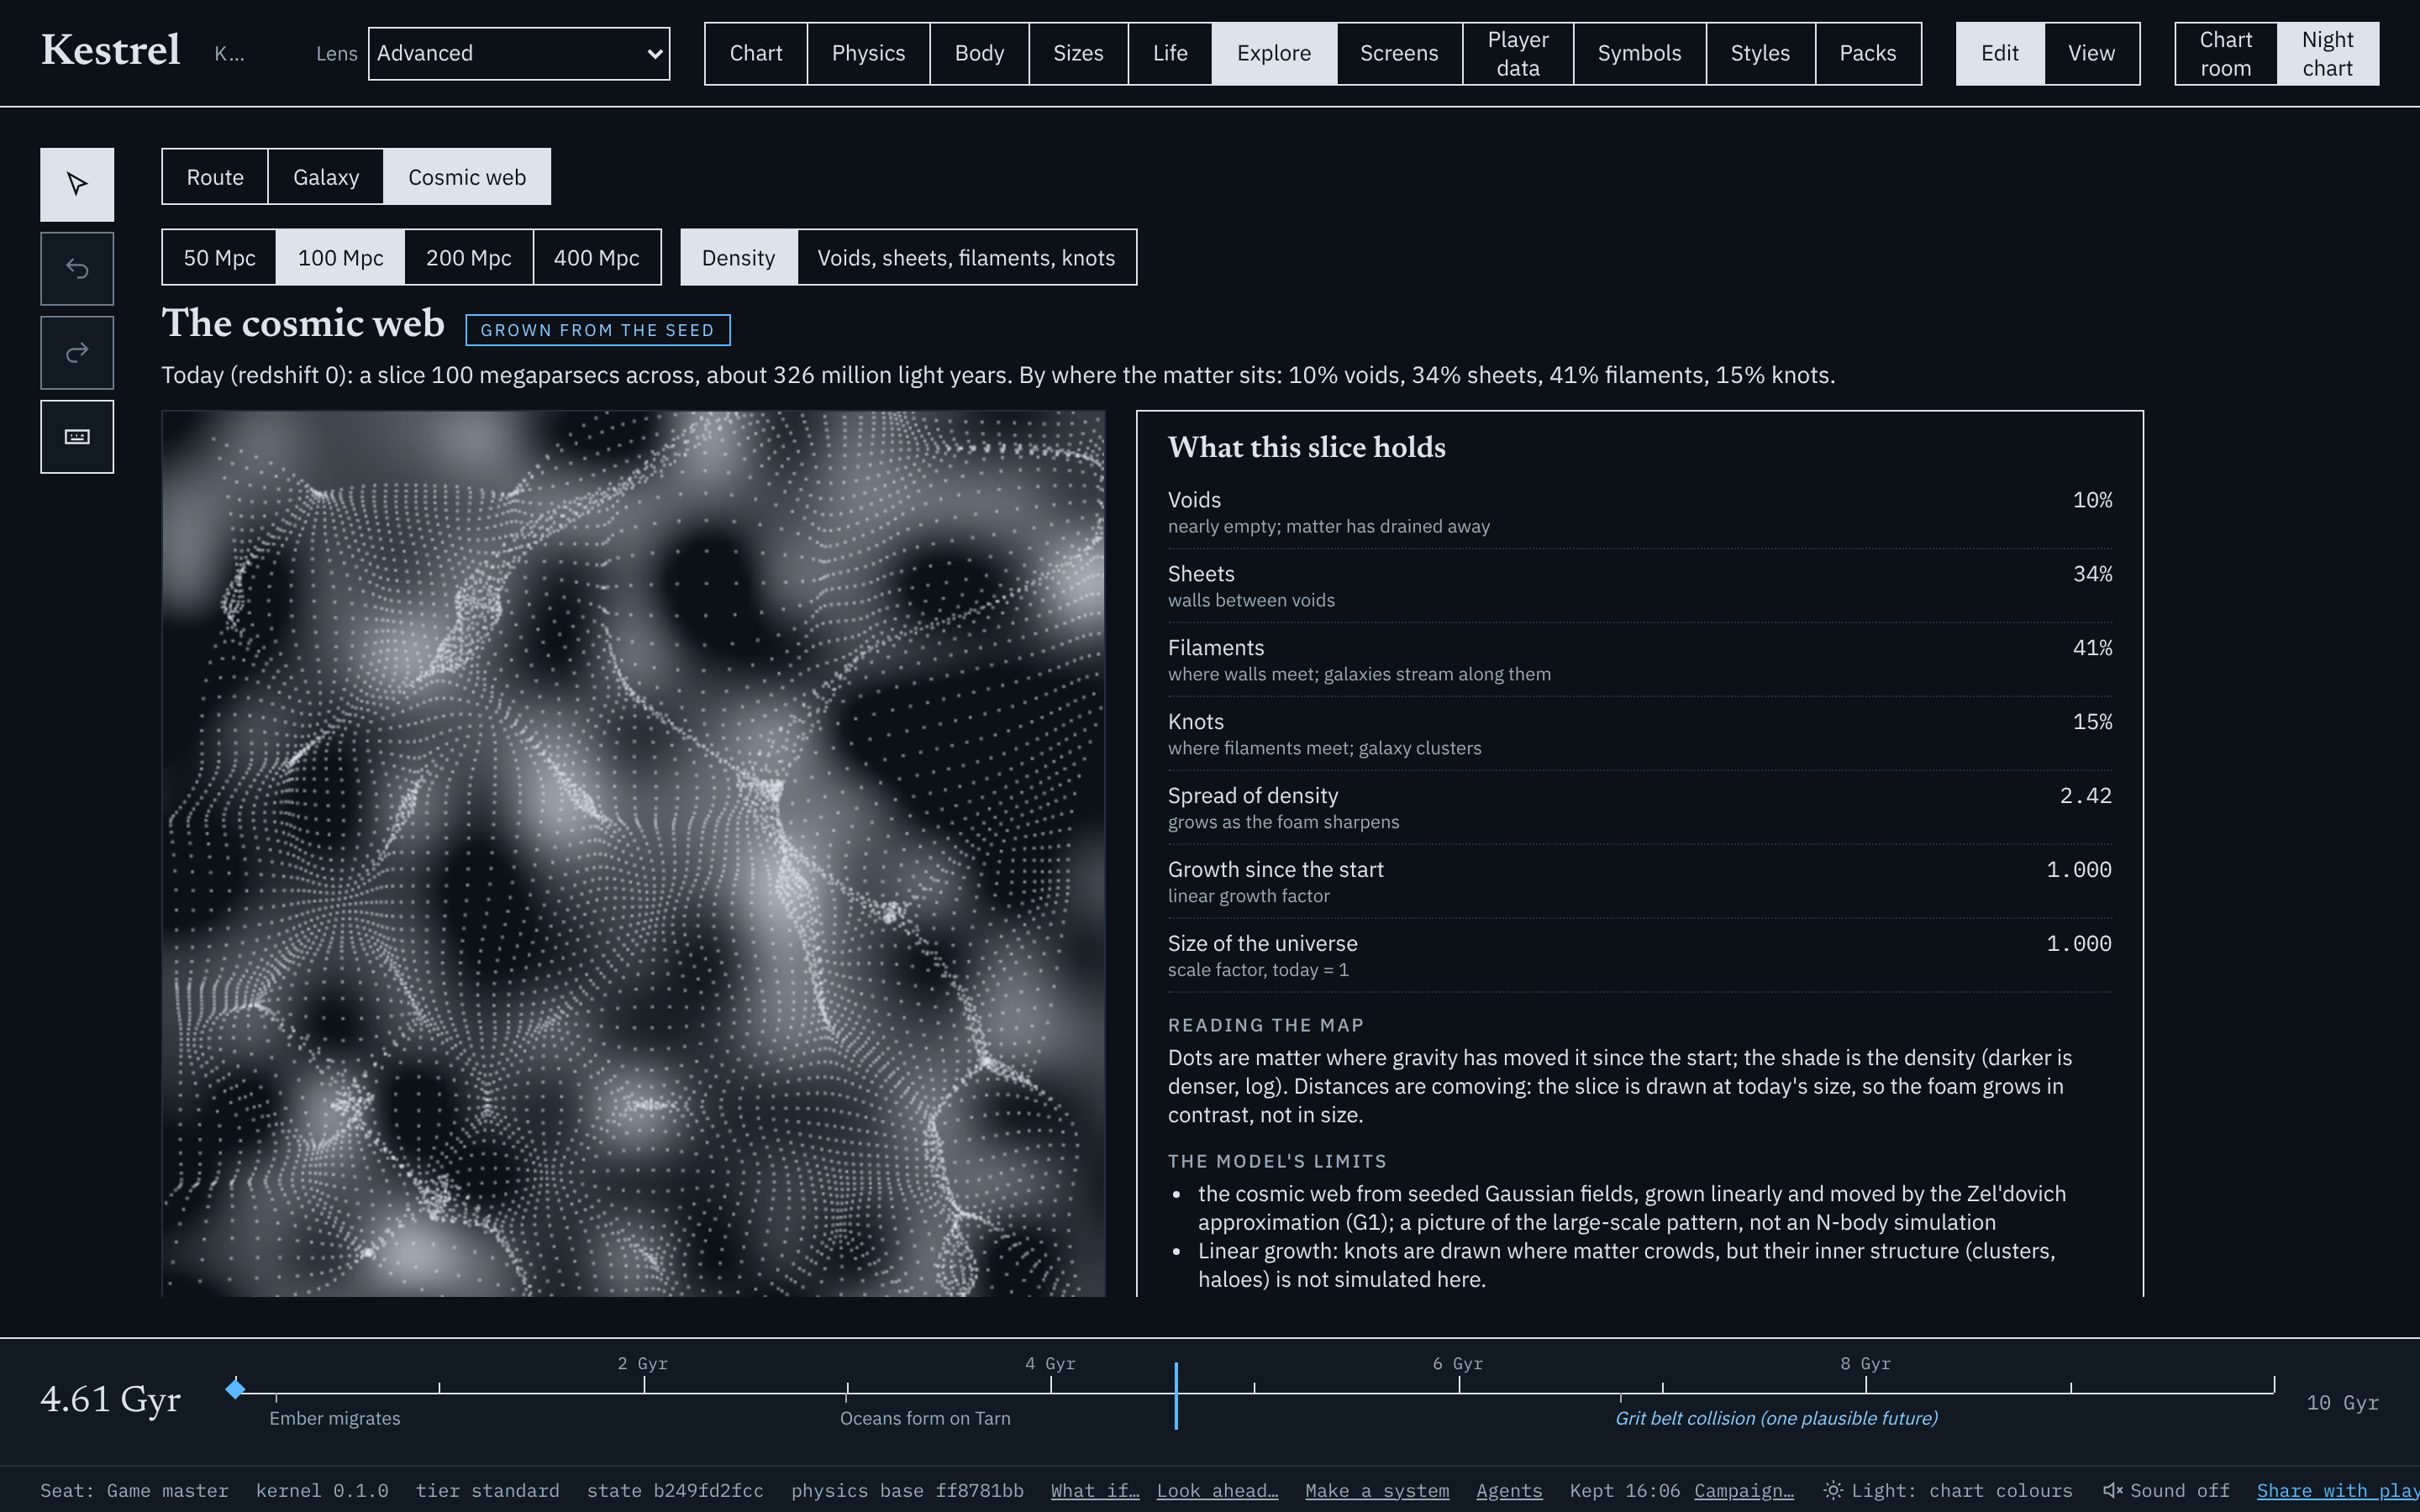 Kestrel K… Lens Advanced Chart Physics Body Sizes Life Explore Screens Player data Symbols Styles Packs Edit View Chart room Night chart
Route Galaxy Cosmic web
50 Mpc 100 Mpc 200 Mpc 400 Mpc Density Voids, sheets, filaments, knots
The cosmic web GROWN FROM THE SEED
Today (redshift 0): a slice 100 megaparsecs across, about 326 million light years. By where the matter sits: 10% voids, 34% sheets, 41% filaments, 15% knots.
What this slice holds
Voids 10%
nearly empty; matter has drained away
Sheets 34%
walls between voids
Filaments 41%
where walls meet; galaxies stream along them
Knots 15%
where filaments meet; galaxy clusters
Spread of density 2.42
grows as the foam sharpens
Growth since the start 1.000
linear growth factor
Size of the universe 1.000
scale factor, today = 1
READING THE MAP
Dots are matter where gravity has moved it since the start; the shade is the density (darker is
denser, log). Distances are comoving: the slice is drawn at today's size, so the foam grows in
contrast, not in size.
THE MODEL'S LIMITS
• the cosmic web from seeded Gaussian fields, grown linearly and moved by the Zel'dovich
approximation (G1); a picture of the large-scale pattern, not an N-body simulation
• Linear growth: knots are drawn where matter crowds, but their inner structure (clusters,
haloes) is not simulated here.
2 Gyr 4 Gyr 6 Gyr 8 Gyr
4.61 Gyr 10 Gyr
Ember migrates Oceans form on Tarn Grit belt collision (one plausible future)
Seat: Game master kernel 0.1.0 tier standard state b249fd2fcc physics base ff8781bb What if… Look ahead… Make a system Agents Kept 16:06 Campaign… Light: chart colours Sound off Share with play